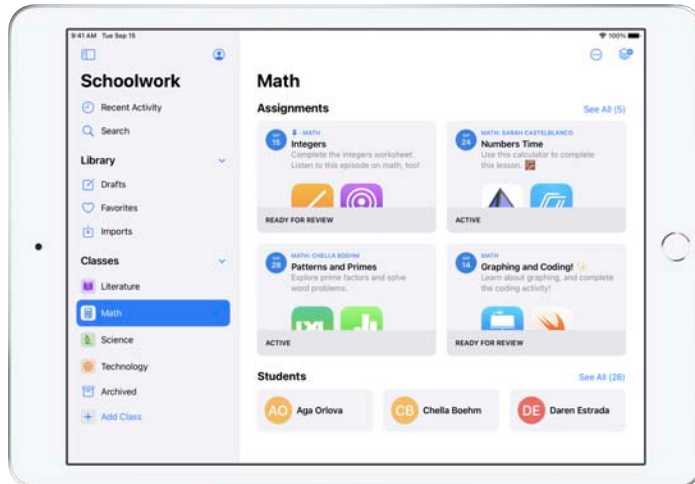 9:41 AM Tue Sep 15
100%
Schoolwork
Recent Activity
Search
Library
Drafts
Favorites
Imports
Classes
Literature
Math
Science
Technology
Archived
Add Class
Math
Assignments
See All (5)
SEP
15
MATH
Integers
Complete the integers worksheet.
Listen to this episode on math, too!
READY FOR REVIEW
SEP
24
MATH: SARAH CASTELBLANCO
Numbers Time
Use this calculator to complete
this lesson. 🧮
ACTIVE
SEP
28
MATH: CHELLA BOEHM
Patterns and Primes
Explore prime factors and solve
word problems.
ACTIVE
SEP
14
MATH
Graphing and Coding! ✨
Learn about graphing, and complete
the coding activity!
READY FOR REVIEW
Students
See All (28)
AO Aga Orlova
CB Chella Boehm
DE Daren Estrada